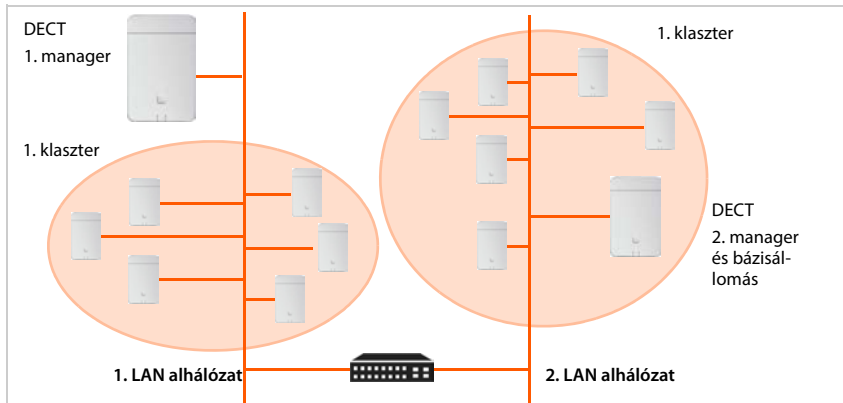 DECT
1. manager
1. klaszter
1. klaszter
DECT
2. manager
és bázisál-
lomás
1. LAN alhálózat
2. LAN alhálózat